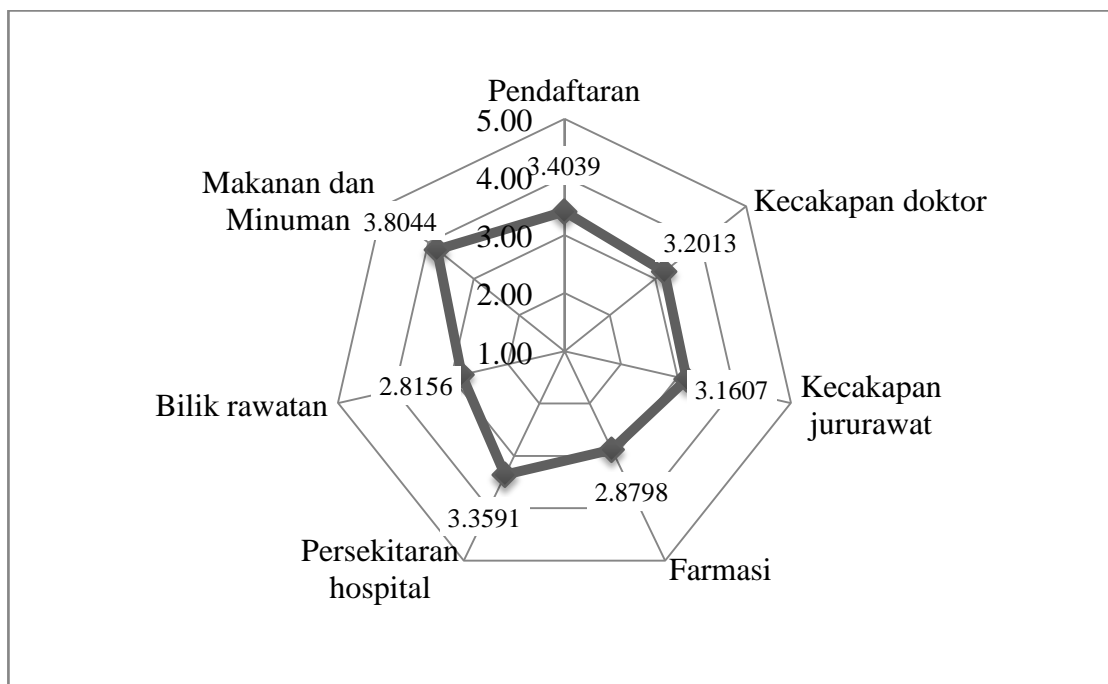 Pendaftaran
5.00
3.4039
4.00
Makanan dan
Minuman
3.8044
Kecakapan doktor
3.2013
3.00
2.00
1.00
Bilik rawatan
2.8156
3.1607
Kecakapan
jururawat
2.8798
3.3591
Persekitaran
hospital
Farmasi